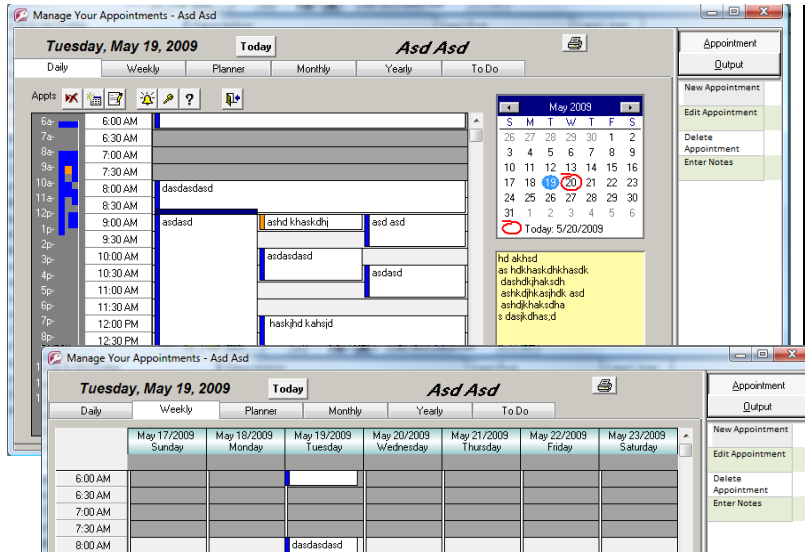 Manage Your Appointments - Asd Asd
Tuesday, May 19, 2009 Today Asd Asd
Appointment
Output
Daily Weekly Planner Monthly Yearly To Do
New Appointment
Edit Appointment
Delete
Appointment
Enter Notes
Appts ?
May 2009
S M T W T F S
26 27 28 29 30 1 2
3 4 5 6 7 8 9
10 11 12 13 14 15 16
17 18 19 20 21 22 23
24 25 26 27 28 29 30
31 1 2 3 4 5 6
Today: 5/20/2009
6a-
7a-
8a-
9a-
10a-
11a-
12p-
1p-
2p-
3p-
4p-
5p-
6p-
7p-
8p-
6:00 AM
6:30 AM
7:00 AM
7:30 AM
8:00 AM dasdasdasd
8:30 AM
9:00 AM asdasd ashd khaskdhj asd asd
9:30 AM
10:00 AM asdasdasd
10:30 AM asdasd
11:00 AM
11:30 AM
12:00 PM haskjhd kahsjd
12:30 PM
hd akhsd
as hdkhaskdhkhasdk
dashdkjhaksdh
ashkdjhkasjhdk asd
ashdkjhaksdha
s dasjkdhas;d
Manage Your Appointments - Asd Asd
Tuesday, May 19, 2009 Today Asd Asd
Appointment
Output
Daily Weekly Planner Monthly Yearly To Do
New Appointment
Edit Appointment
Delete
Appointment
Enter Notes
May 17/2009 May 18/2009 May 19/2009 May 20/2009 May 21/2009 May 22/2009 May 23/2009
Sunday Monday Tuesday Wednesday Thursday Friday Saturday
6:00 AM
6:30 AM
7:00 AM
7:30 AM
8:00 AM dasdasdasd